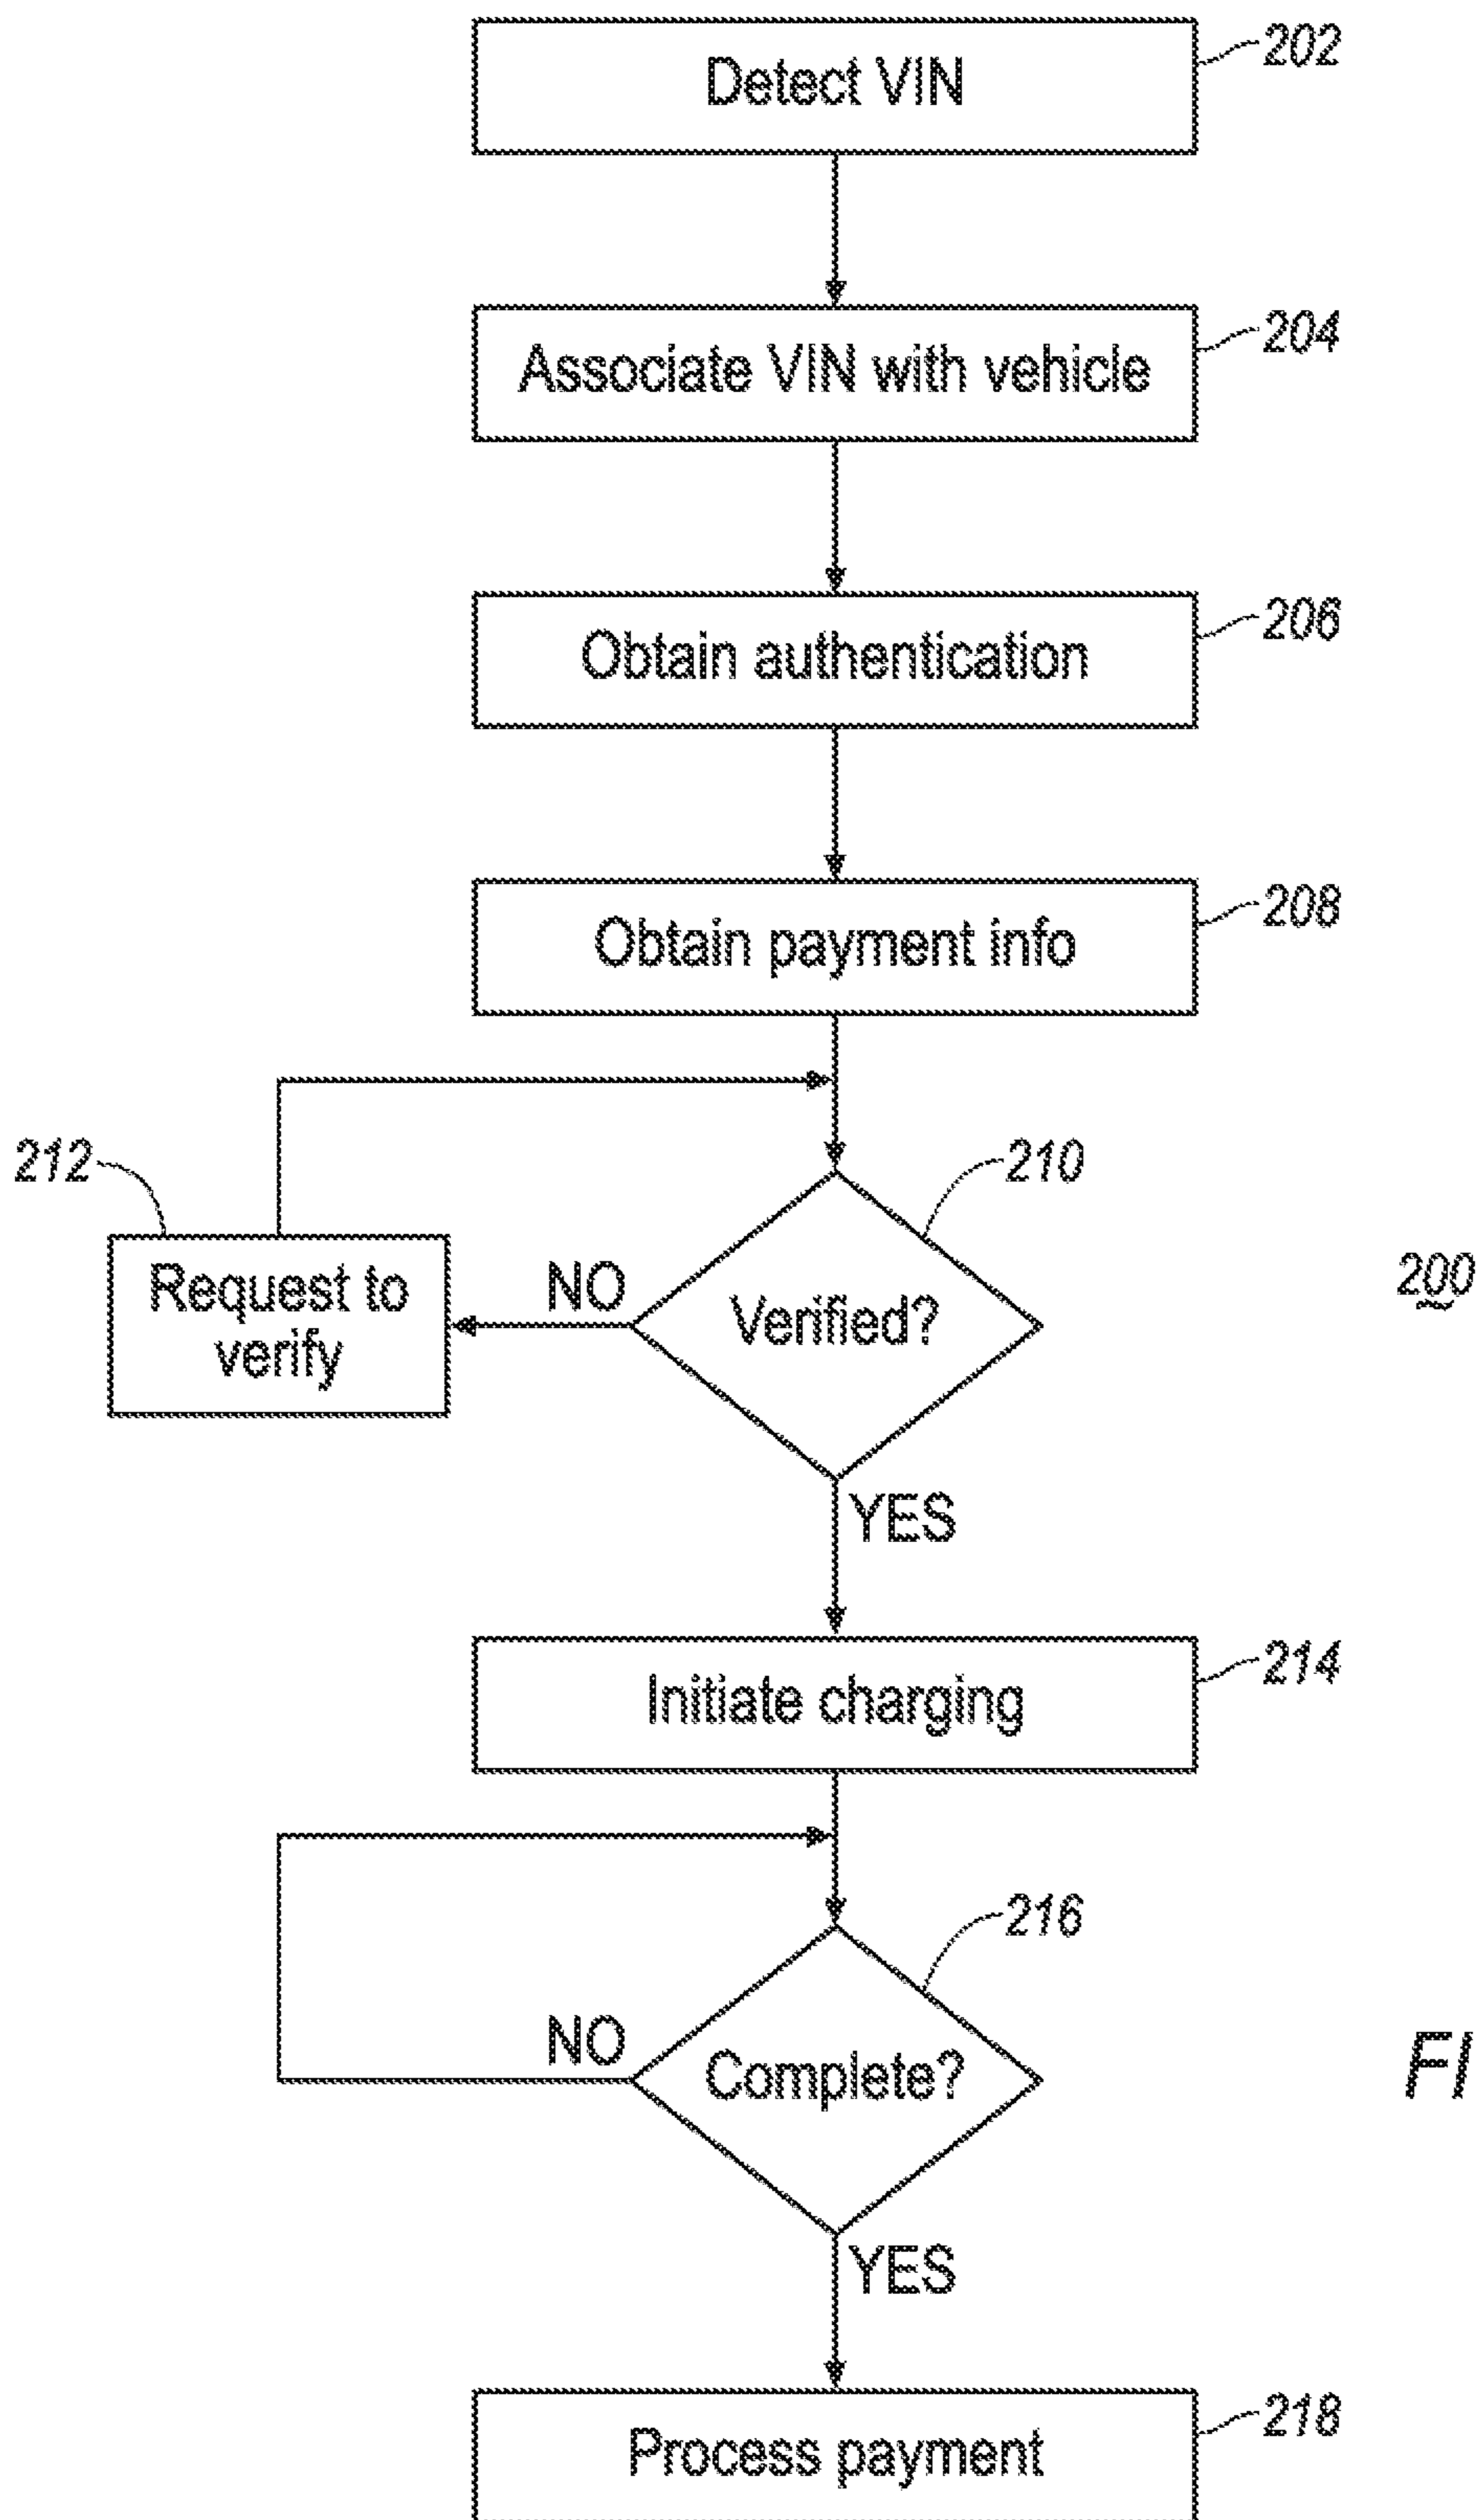 Detect VIN
202
Associate VIN with vehicle
204
Obtain authentication
206
Obtain payment info
208
212
210
Request to
verify
NO
Verified?
200
YES
Initiate charging
214
216
NO
Complete?
FI
YES
Process payment
218